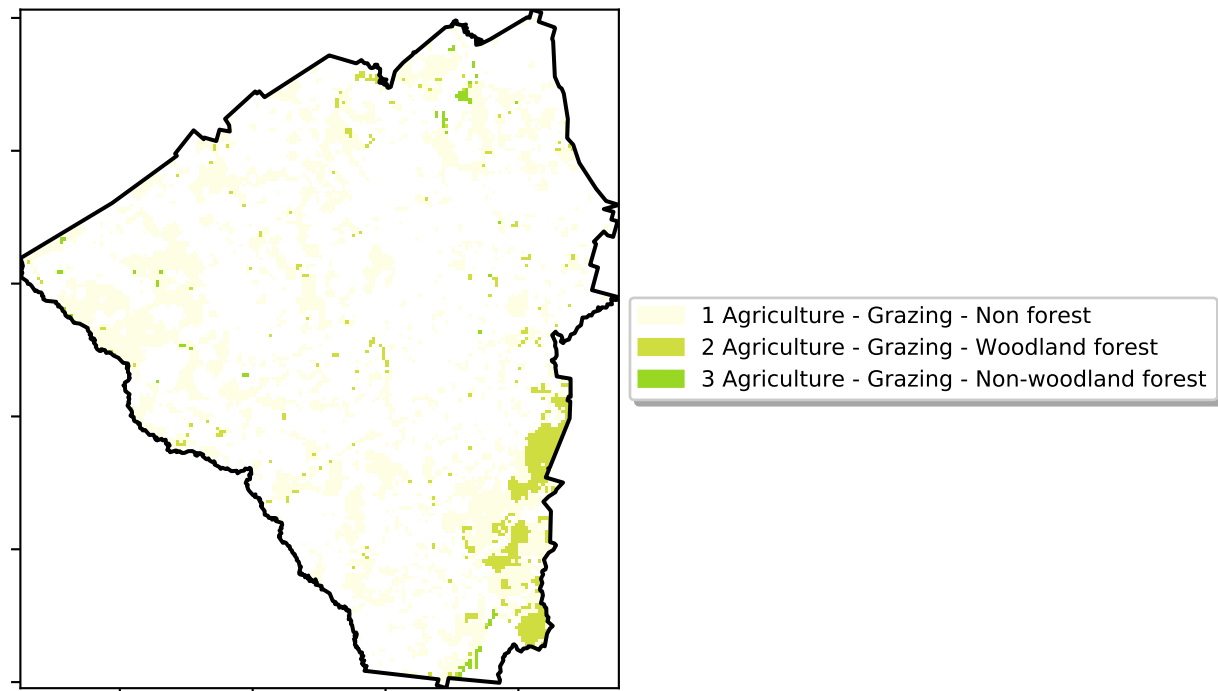 1 Agriculture - Grazing - Non forest
2 Agriculture - Grazing - Woodland forest
3 Agriculture - Grazing - Non-woodland forest